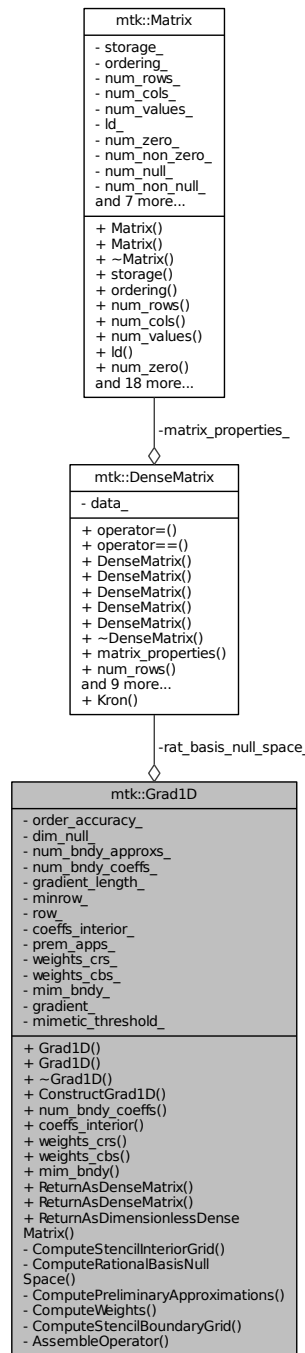 mtk::Matrix
- storage_
- ordering_
- num_rows_
- num_cols_
- num_values_
- ld_
- num_zero_
- num_non_zero_
- num_null_
- num_non_null_
and 7 more...
+ Matrix()
+ Matrix()
+ ~Matrix()
+ storage()
+ ordering()
+ num_rows()
+ num_cols()
+ num_values()
+ ld()
+ num_zero()
and 18 more...
-matrix_properties_
mtk::DenseMatrix
- data_
+ operator=()
+ operator==()
+ DenseMatrix()
+ DenseMatrix()
+ DenseMatrix()
+ DenseMatrix()
+ DenseMatrix()
+ ~DenseMatrix()
+ matrix_properties()
+ num_rows()
and 9 more...
+ Kron()
-rat_basis_null_space_
mtk::Grad1D
- order_accuracy_
- dim_null_
- num_bndy_approxs_
- num_bndy_coeffs_
- gradient_length_
- minrow_
- row_
- coeffs_interior_
- prem_apps_
- weights_crs_
- weights_cbs_
- mim_bndy_
- gradient_
- mimetic_threshold_
+ Grad1D()
+ Grad1D()
+ ~Grad1D()
+ ConstructGrad1D()
+ num_bndy_coeffs()
+ coeffs_interior()
+ weights_crs()
+ weights_cbs()
+ mim_bndy()
+ ReturnAsDenseMatrix()
+ ReturnAsDenseMatrix()
+ ReturnAsDimensionlessDense
Matrix()
- ComputeStencilInteriorGrid()
- ComputeRationalBasisNull
Space()
- ComputePreliminaryApproximations()
- ComputeWeights()
- ComputeStencilBoundaryGrid()
- AssembleOperator()